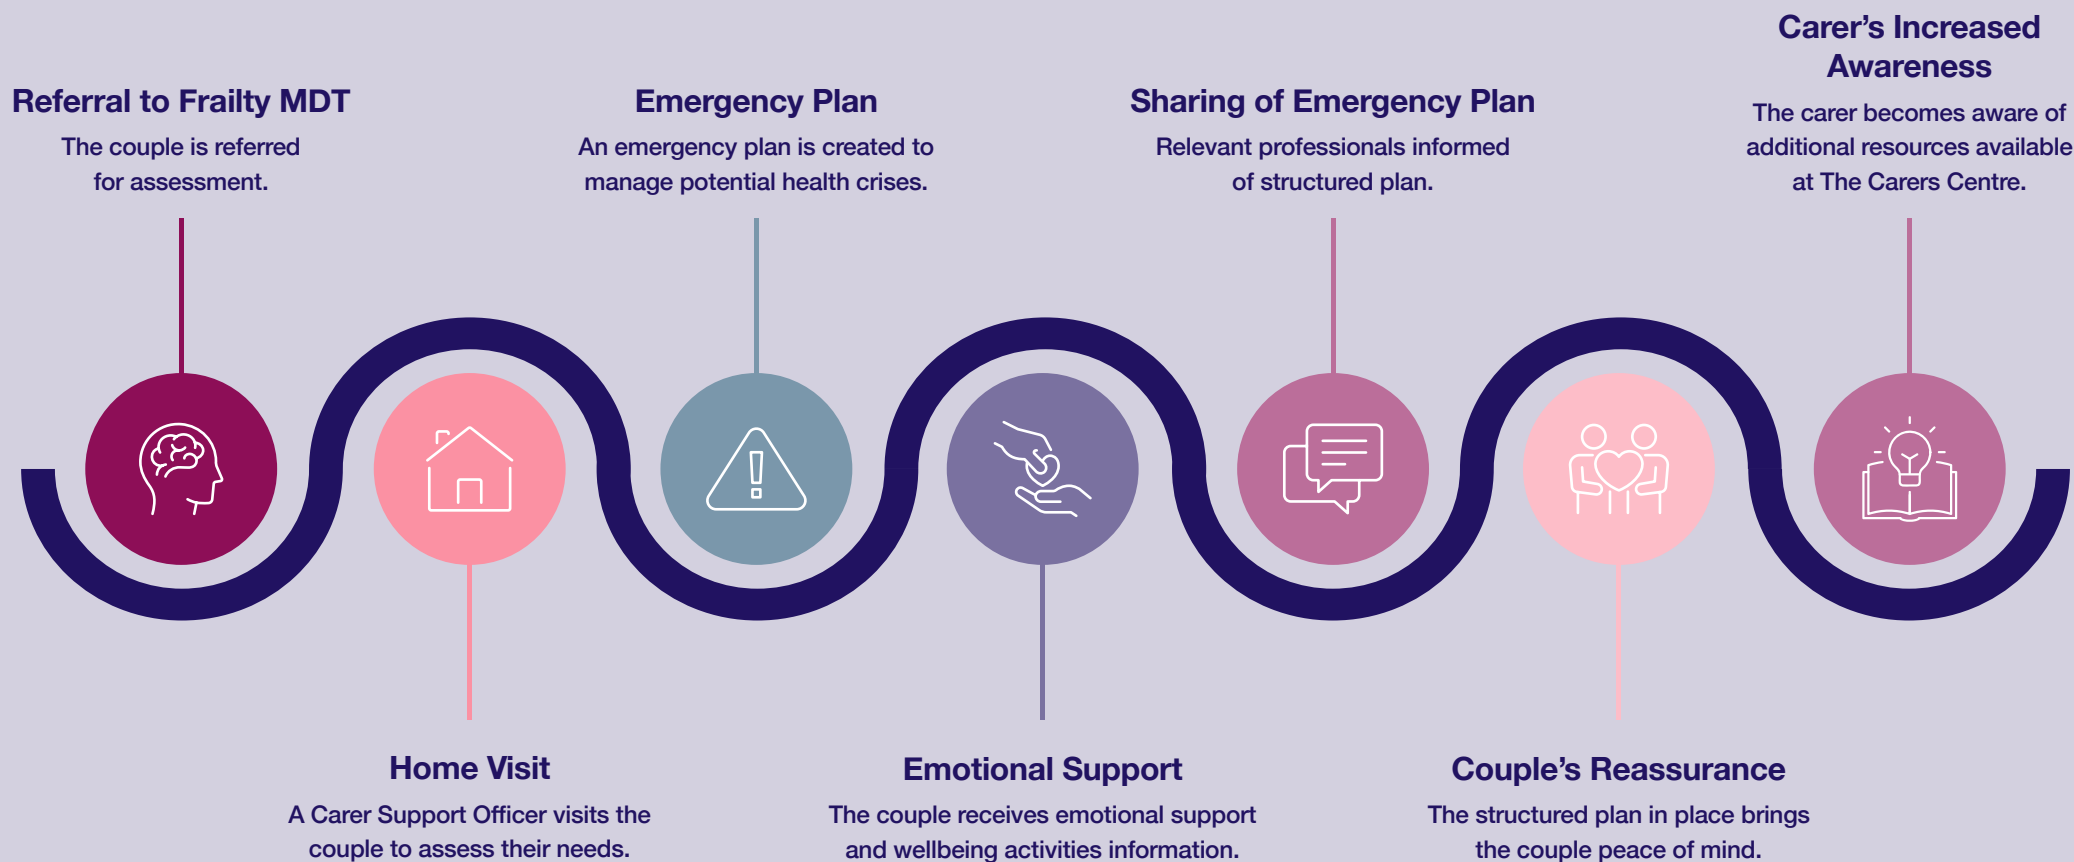 Referral to Frailty MDT
The couple is referred
for assessment.
Home Visit
A Carer Support Officer visits the
couple to assess their needs.
Emergency Plan
An emergency plan is created to
manage potential health crises.
Emotional Support
The couple receives emotional support
and wellbeing activities information.
Sharing of Emergency Plan
Relevant professionals informed
of structured plan.
Couple’s Reassurance
The structured plan in place brings
the couple peace of mind.
Carer’s Increased
Awareness
The carer becomes aware of
additional resources available
at The Carers Centre.